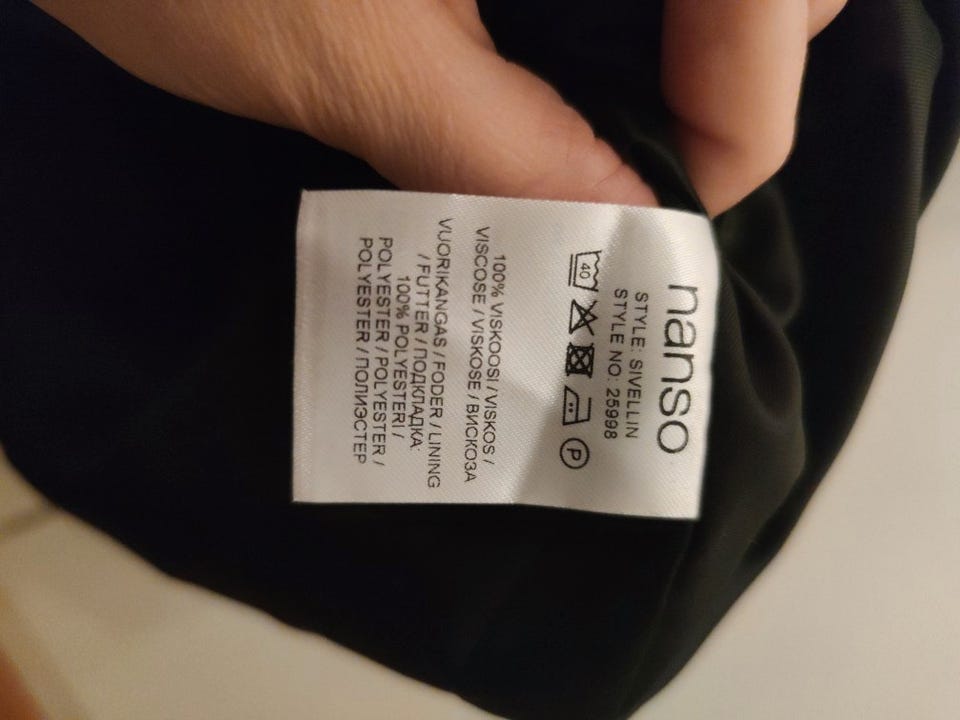 nanso
STYLE: SIVELLIN
STYLE NO: 25998
40
P
100% VISKOOSI / VISKOS /
VISCOSE / VISKOSE / ВИСКОЗА
VUORIKANGAS / FODER / LINING
/ FUTTER / ПОДКЛАДКА:
100% POLYESTERI /
POLYESTER / POLYESTER /
POLYESTER / ПОЛИЭСТЕР